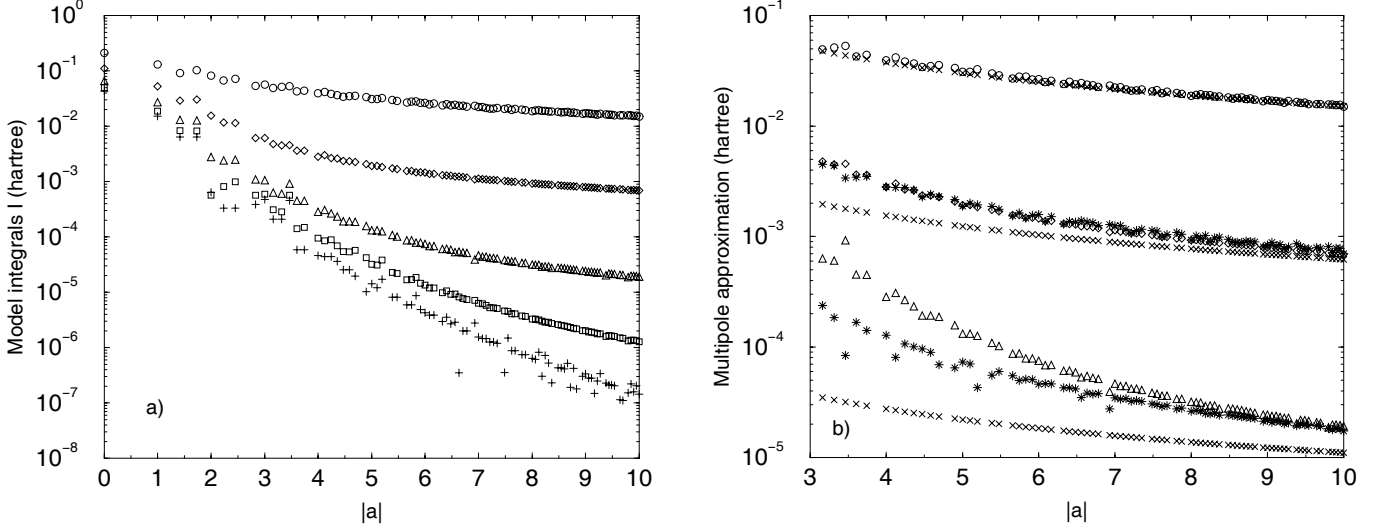 10⁰
10⁻¹
10⁻²
10⁻³
10⁻⁴
10⁻⁵
10⁻⁶
10⁻⁷
10⁻⁸
Model integrals I (hartree)
a)
0 1 2 3 4 5 6 7 8 9 10
|a|
10⁻¹
10⁻²
10⁻³
10⁻⁴
10⁻⁵
Multipole approximation (hartree)
b)
3 4 5 6 7 8 9 10
|a|